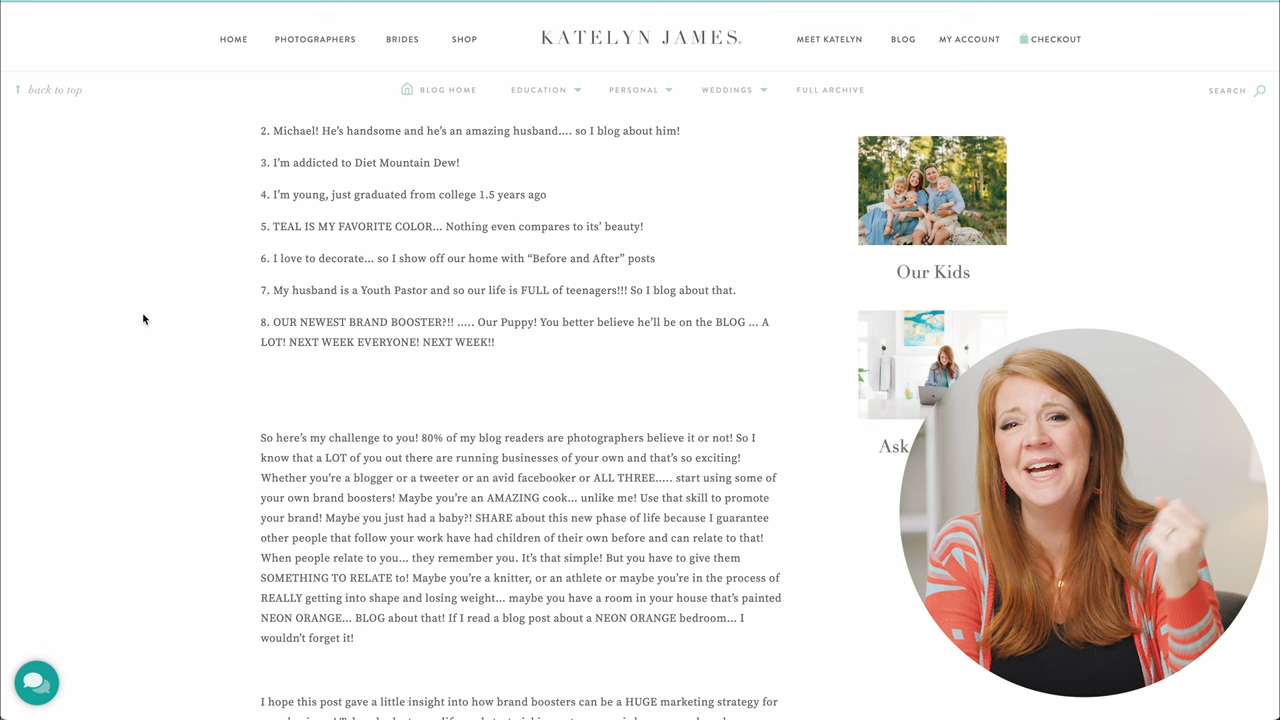 HOME PHOTOGRAPHERS BRIDES SHOP KATELYN JAMES. MEET KATELYN BLOG MY ACCOUNT CHECKOUT
back to top BLOG HOME EDUCATION PERSONAL WEDDINGS FULL ARCHIVE SEARCH
2. Michael! He’s handsome and he’s an amazing husband…. so I blog about him!
3. I’m addicted to Diet Mountain Dew!
4. I’m young, just graduated from college 1.5 years ago
5. TEAL IS MY FAVORITE COLOR… Nothing even compares to its’ beauty!
6. I love to decorate… so I show off our home with “Before and After” posts
7. My husband is a Youth Pastor and so our life is FULL of teenagers!!! So I blog about that.
8. OUR NEWEST BRAND BOOSTER?!! ….. Our Puppy! You better believe he’ll be on the BLOG … A
LOT! NEXT WEEK EVERYONE! NEXT WEEK!!
So here’s my challenge to you! 80% of my blog readers are photographers believe it or not! So I
know that a LOT of you out there are running businesses of your own and that’s so exciting!
Whether you’re a blogger or a tweeter or an avid facebooker or ALL THREE….. start using some of
your own brand boosters! Maybe you’re an AMAZING cook… unlike me! Use that skill to promote
your brand! Maybe you just had a baby?! SHARE about this new phase of life because I guarantee
other people that follow your work have had children of their own before and can relate to that!
When people relate to you… they remember you. It’s that simple! But you have to give them
SOMETHING TO RELATE to! Maybe you’re a knitter, or an athlete or maybe you’re in the process of
REALLY getting into shape and losing weight… maybe you have a room in your house that’s painted
NEON ORANGE… BLOG about that! If I read a blog post about a NEON ORANGE bedroom… I
wouldn’t forget it!
I hope this post gave a little insight into how brand boosters can be a HUGE marketing strategy for
Our Kids
Ask